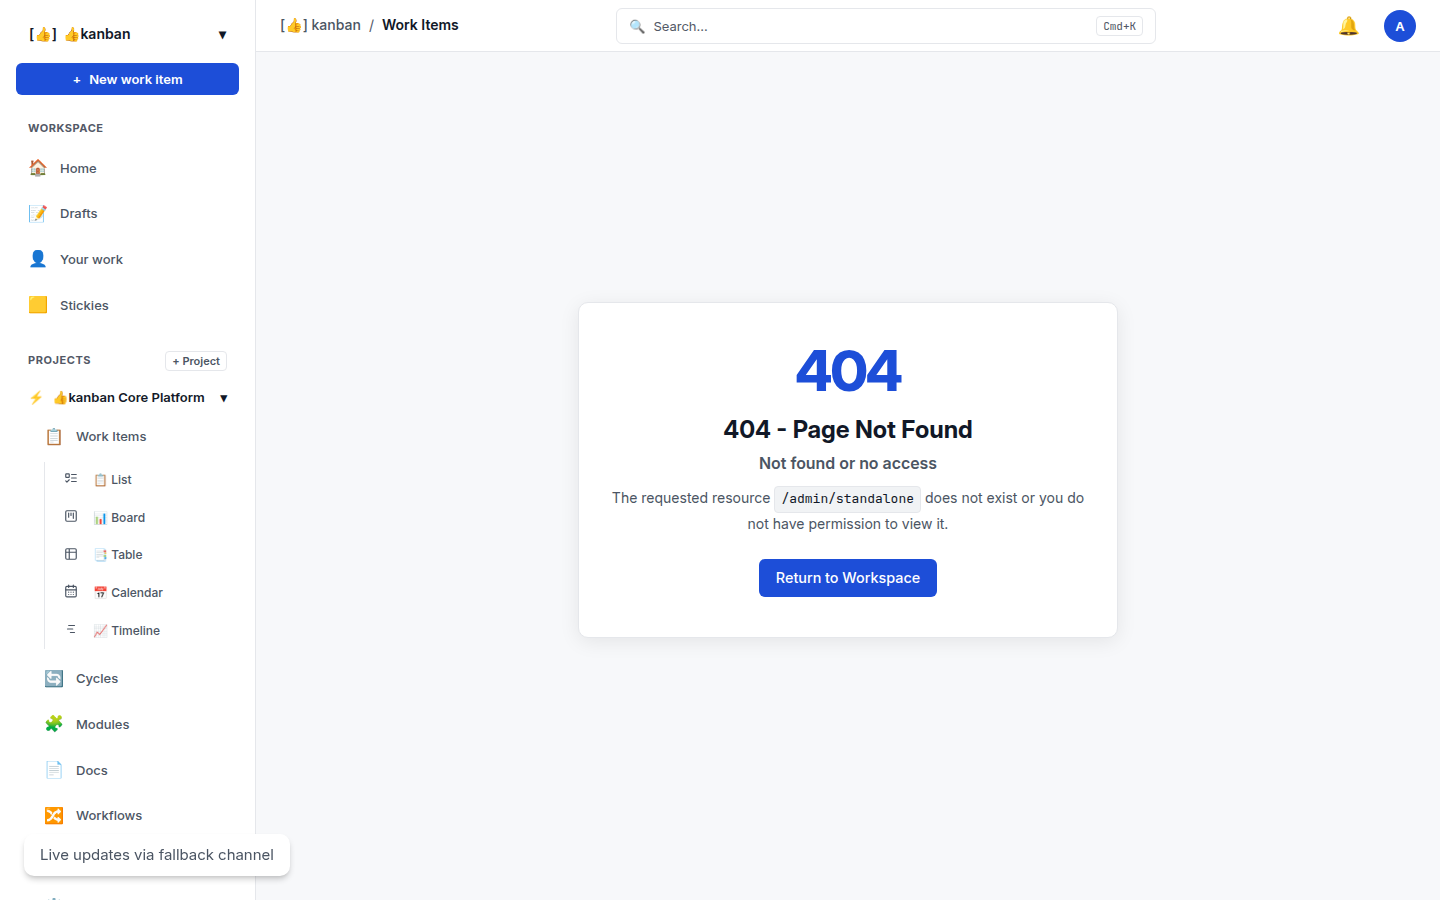 [👍] 👍kanban ▾
+ New work item
WORKSPACE
🏠 Home
📝 Drafts
👤 Your work
🟨 Stickies
PROJECTS + Project
⚡ 👍kanban Core Platform ▾
📋 Work Items
📋 List
📊 Board
📑 Table
📅 Calendar
📈 Timeline
🔄 Cycles
🧩 Modules
📄 Docs
🔀 Workflows
Live updates via fallback channel
[👍] kanban / Work Items
🔍 Search... Cmd+K
🔔 A
404
404 - Page Not Found
Not found or no access
The requested resource /admin/standalone does not exist or you do
not have permission to view it.
Return to Workspace